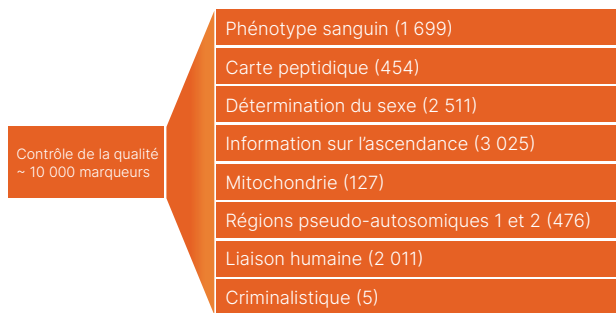 Contrôle de la qualité
~ 10 000 marqueurs
Phénotype sanguin (1 699)
Carte peptidique (454)
Détermination du sexe (2 511)
Information sur l'ascendance (3 025)
Mitochondrie (127)
Régions pseudo-autosomiques 1 et 2 (476)
Liaison humaine (2 011)
Criminalistique (5)